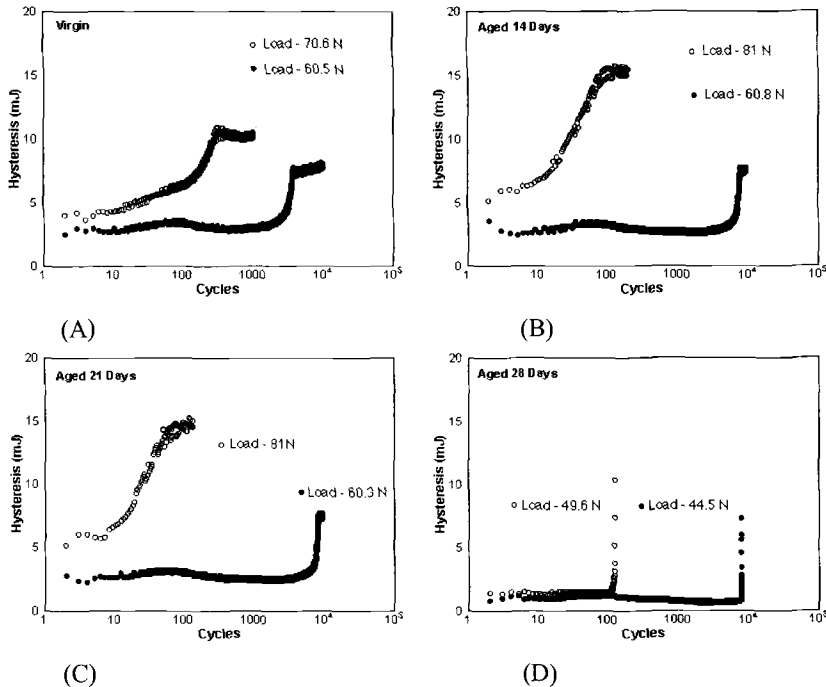 Virgin
Load - 70.6 N
Load - 60.5 N
20
15
10
5
0
Hysteresis (mJ)
1 10 100 1000 10⁴ 10⁵
Cycles
(A)
Aged 14 Days
Load - 81 N
Load - 60.8 N
20
15
10
5
0
Hysteresis (mJ)
1 10 100 1000 10⁴ 10⁵
Cycles
(B)
Aged 21 Days
Load - 81N
Load - 60.3 N
20
15
10
5
0
Hysteresis (mJ)
1 10 100 1000 10⁴ 10⁵
Cycles
(C)
Aged 28 Days
Load - 49.6 N
Load - 44.5 N
20
15
10
5
0
Hysteresis (mJ)
1 10 100 1000 10⁴ 10⁵
Cycles
(D)